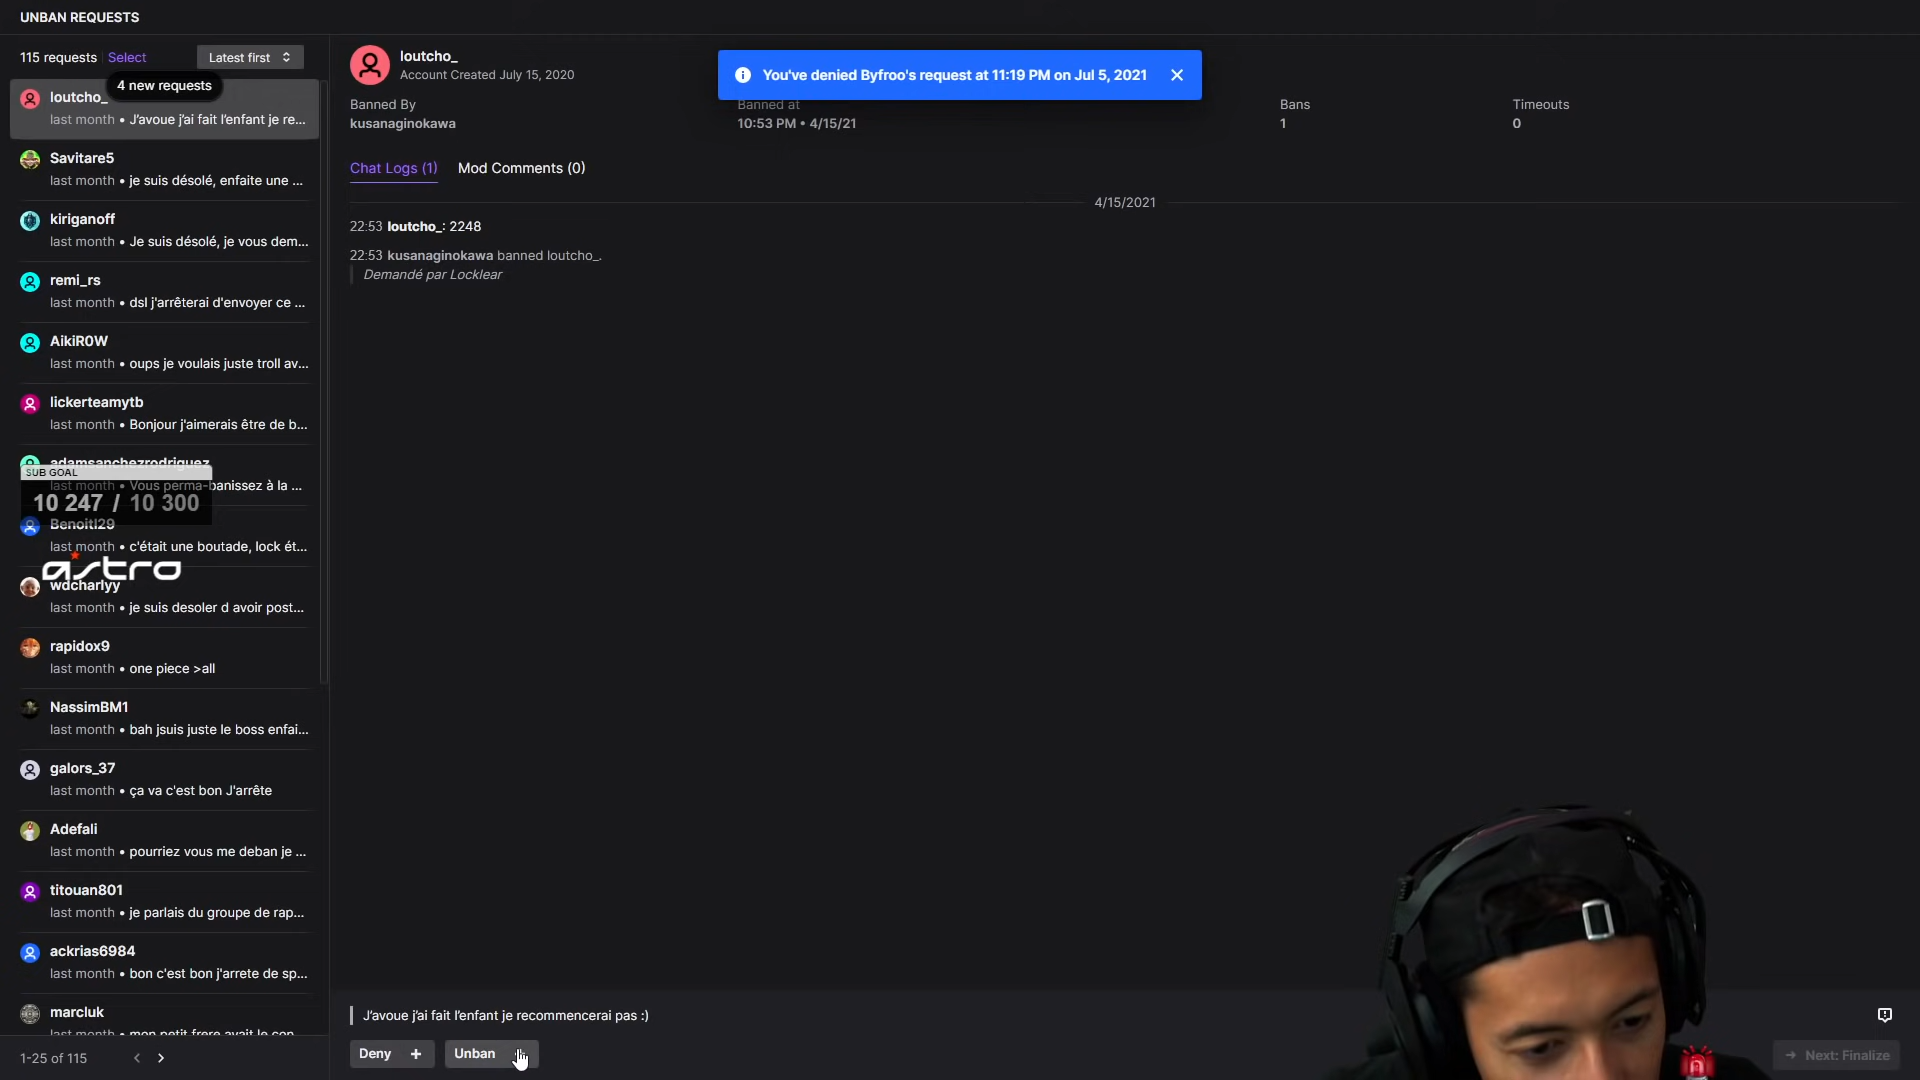 UNBAN REQUESTS
115 requests Select Latest first
4 new requests
loutcho_
last month • J'avoue j'ai fait l'enfant je re...
Savitare5
last month • je suis désolé, enfaite une ...
kiriganoff
last month • Je suis désolé, je vous dem...
remi_rs
last month • dsl j'arrêterai d'envoyer ce ...
AikiR0W
last month • oups je voulais juste troll av...
lickerteamytb
last month • Bonjour j'aimerais être de b...
adamsanchezrodriguez
last month • Vous perma-banissez à la ...
SUB GOAL
10 247 / 10 300
Benoitl29
last month • c'était une boutade, lock ét...
astro
wdcharlyy
last month • je suis desoler d avoir post...
rapidox9
last month • one piece >all
NassimBM1
last month • bah jsuis juste le boss enfai...
galors_37
last month • ça va c'est bon J'arrête
Adefali
last month • pourriez vous me deban je ...
titouan801
last month • je parlais du groupe de rap...
ackrias6984
last month • bon c'est bon j'arrete de sp...
marcluk
last month • mon petit frere avait le con...
1-25 of 115
loutcho_
Account Created July 15, 2020
You've denied Byfroo's request at 11:19 PM on Jul 5, 2021
Banned By
kusanaginokawa
Banned at
10:53 PM • 4/15/21
Bans
1
Timeouts
0
Chat Logs (1) Mod Comments (0)
4/15/2021
22:53 loutcho_: 2248
22:53 kusanaginokawa banned loutcho_.
Demandé par Locklear
J'avoue j'ai fait l'enfant je recommencerai pas :)
Deny + Unban
Next: Finalize